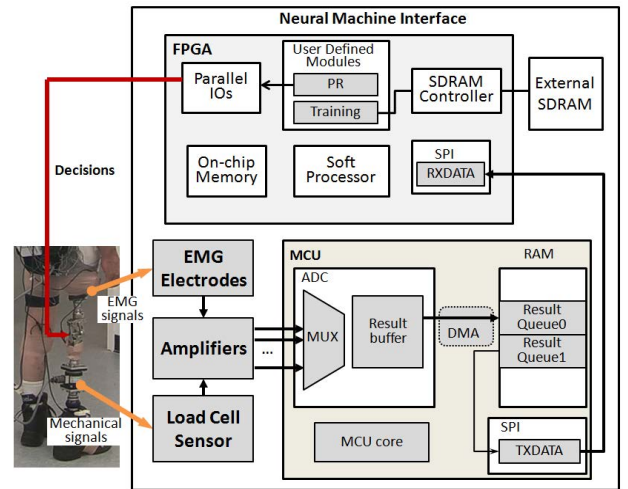 Neural Machine Interface
FPGA
User Defined
Modules
PR
Training
Parallel
IOs
SDRAM
Controller
External
SDRAM
On-chip
Memory
Soft
Processor
SPI
RXDATA
Decisions
EMG
Electrodes
EMG
signals
Amplifiers
...
Load Cell
Sensor
Mechanical
signals
MCU
ADC
MUX
Result
buffer
DMA
RAM
Result
Queue0
Result
Queue1
MCU core
SPI
TXDATA